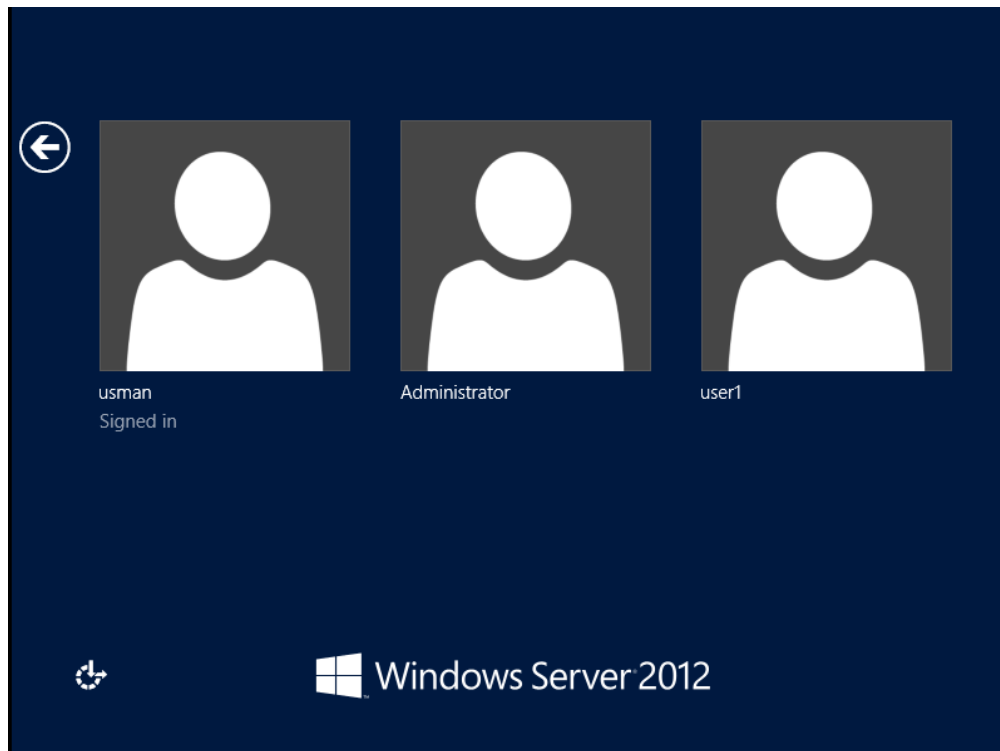 usman
Signed in
Administrator
user1
Windows Server 2012